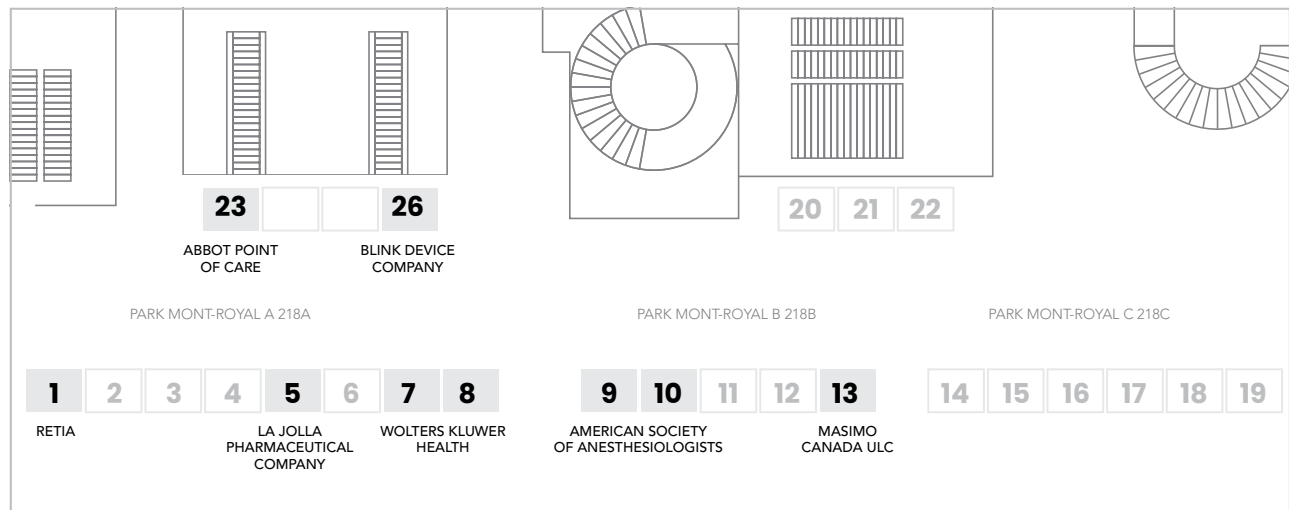 23 26 20 21 22
ABBOT POINT
OF CARE
BLINK DEVICE
COMPANY
PARK MONT-ROYAL A 218A
PARK MONT-ROYAL B 218B
PARK MONT-ROYAL C 218C
1 2 3 4 5 6 7 8 9 10 11 12 13 14 15 16 17 18 19
RETIA
LA JOLLA
PHARMACEUTICAL
COMPANY
WOLTERS KLUWER
HEALTH
AMERICAN SOCIETY
OF ANESTHESIOLOGISTS
MASIMO
CANADA ULC